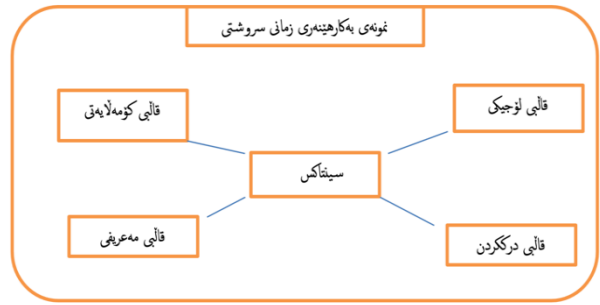 نمونەی بەکارهێنەری زمانی سروشتی
قاڵبی لۆجیکی
قاڵبی کۆمەڵایەتی
سینتاکس
قاڵبی مەعریفی
قاڵبی درککردن